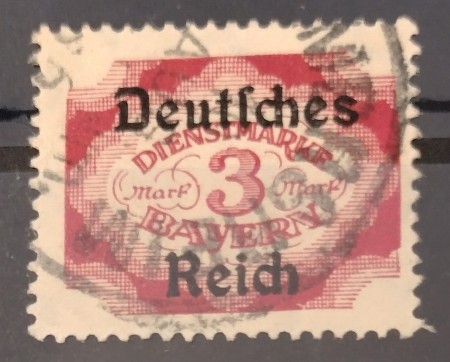 Deutſches
DIENSTMARKE
Mark 3 Mark
BAYERN
Reich